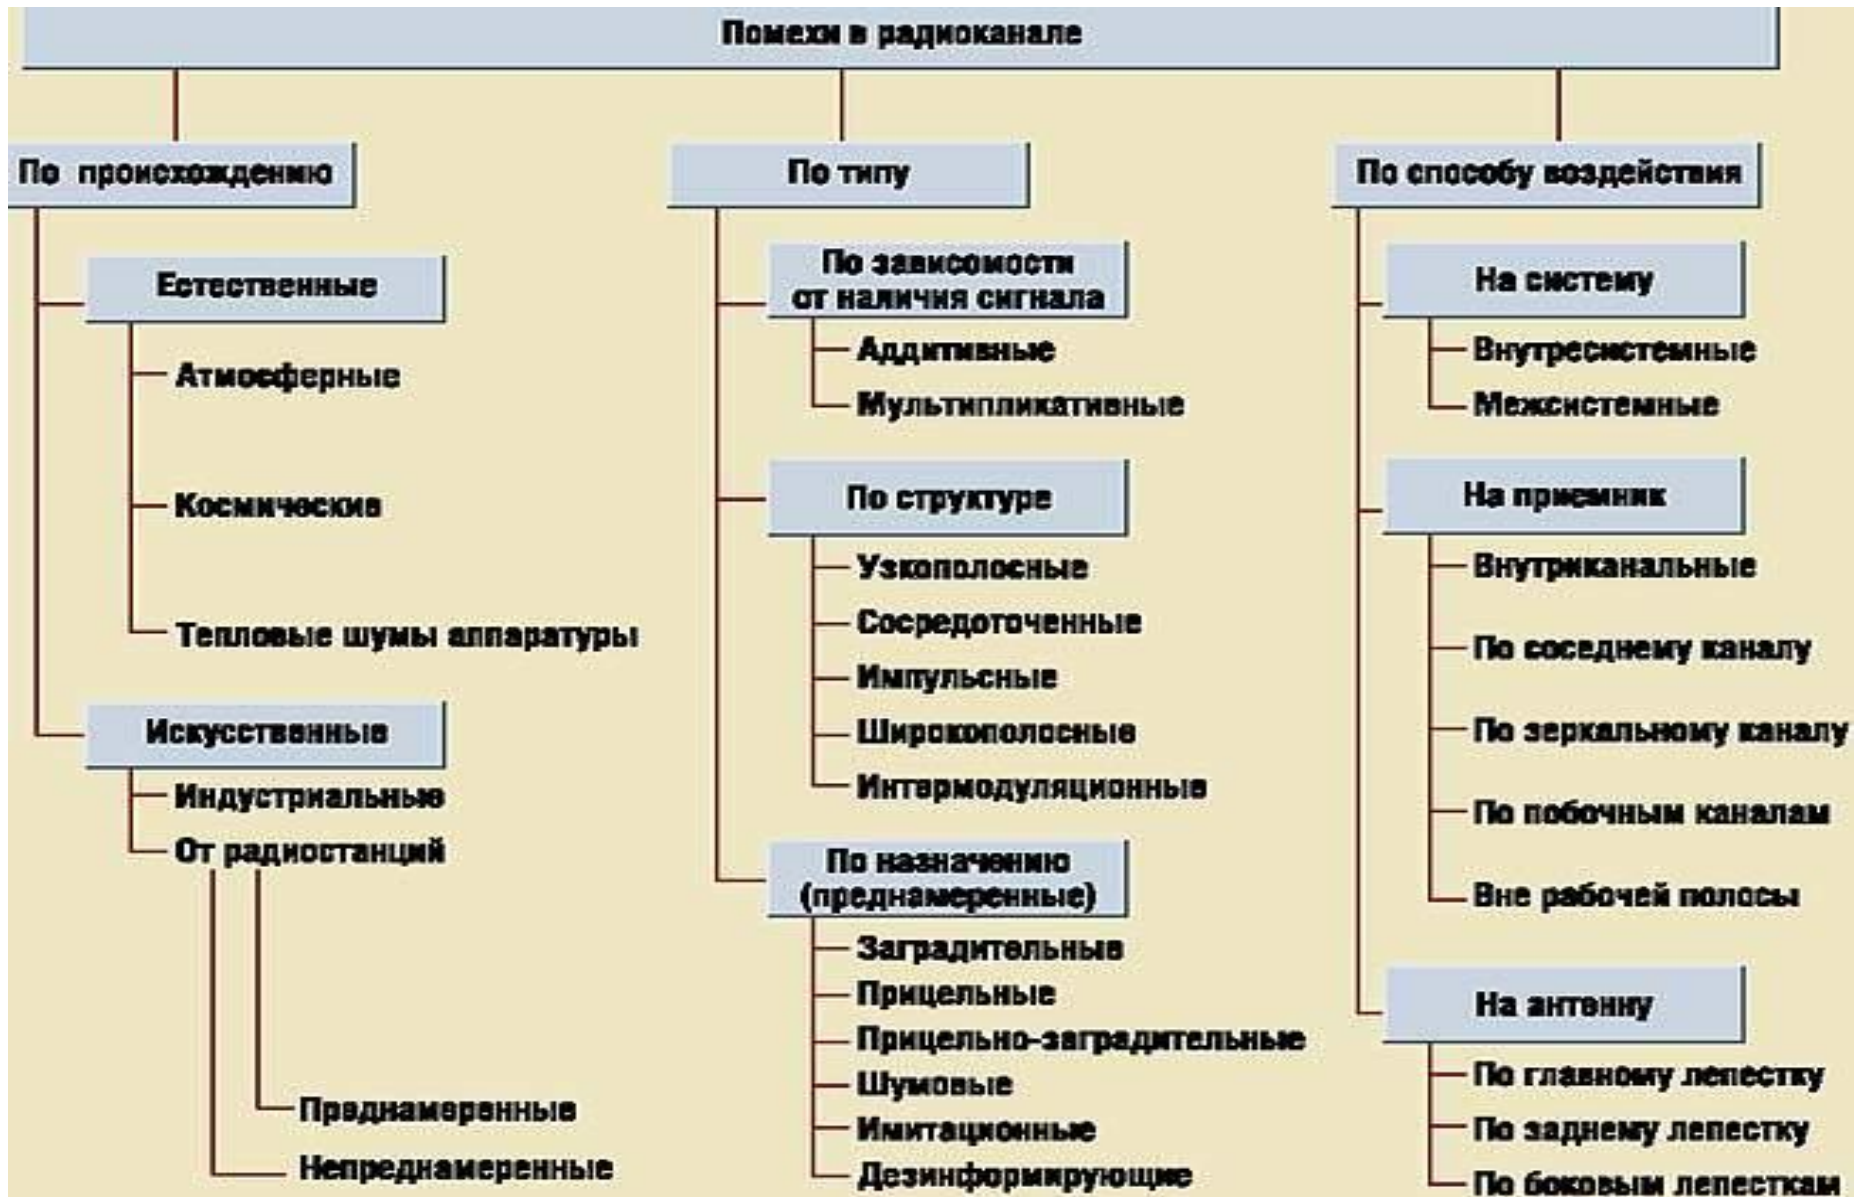 Помехи в радиоканале
По происхождению
Естественные
Атмосферные
Космические
Тепловые шумы аппаратуры
Искусственные
Индустриальные
От радиостанций
Преднамеренные
Непреднамеренные
По типу
По зависомости
от наличия сигнала
Аддитивные
Мультипликативные
По структуре
Узкополосные
Сосредоточенные
Импульсные
Широкополосные
Интермодуляционные
По назначению
(преднамеренные)
Заградительные
Прицельные
Прицельно-заградительные
Шумовые
Имитационные
Дезинформирующие
По способу воздействия
На систему
Внутресистемные
Межсистемные
На приемник
Внутриканальные
По соседнему каналу
По зеркальному каналу
По побочным каналам
Вне рабочей полосы
На антенну
По главному лепестку
По заднему лепестку
По боковым лепесткам